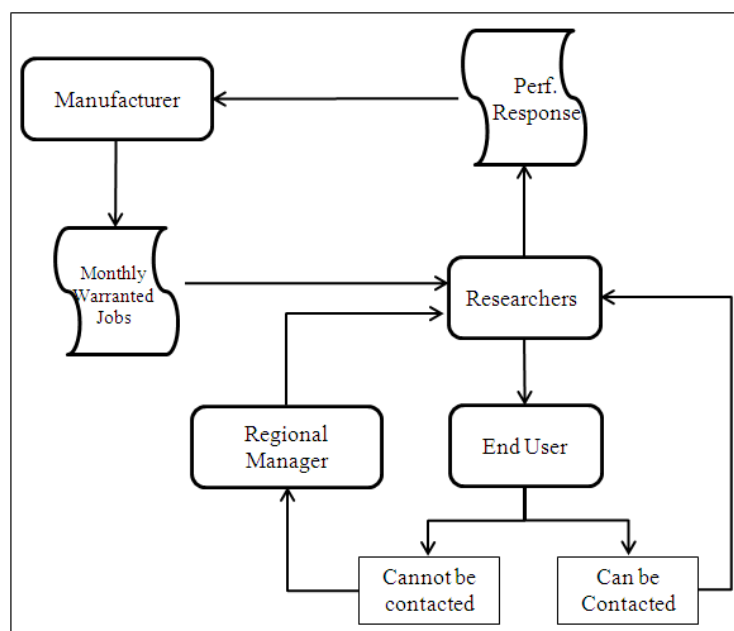 Perf.
Response
Manufacturer
Monthly
Warranted
Jobs
Researchers
Regional
Manager
End User
Cannot be
contacted
Can be
Contacted